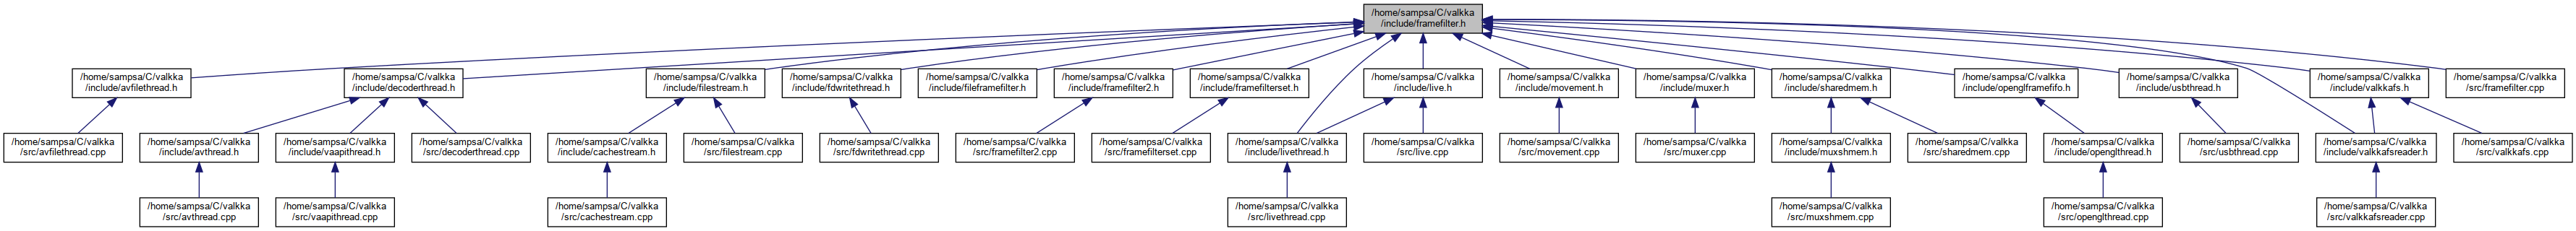 /home/sampsa/C/valkka
/include/framefilter.h
/home/sampsa/C/valkka
/include/avfilethread.h
/home/sampsa/C/valkka
/include/decoderthread.h
/home/sampsa/C/valkka
/include/filestream.h
/home/sampsa/C/valkka
/include/fdwritethread.h
/home/sampsa/C/valkka
/include/fileframefilter.h
/home/sampsa/C/valkka
/include/framefilter2.h
/home/sampsa/C/valkka
/include/framefilterset.h
/home/sampsa/C/valkka
/include/live.h
/home/sampsa/C/valkka
/include/movement.h
/home/sampsa/C/valkka
/include/muxer.h
/home/sampsa/C/valkka
/include/sharedmem.h
/home/sampsa/C/valkka
/include/openglframefifo.h
/home/sampsa/C/valkka
/include/usbthread.h
/home/sampsa/C/valkka
/include/valkkafs.h
/home/sampsa/C/valkka
/src/framefilter.cpp
/home/sampsa/C/valkka
/src/avfilethread.cpp
/home/sampsa/C/valkka
/include/avthread.h
/home/sampsa/C/valkka
/include/vaapithread.h
/home/sampsa/C/valkka
/src/decoderthread.cpp
/home/sampsa/C/valkka
/include/cachestream.h
/home/sampsa/C/valkka
/src/filestream.cpp
/home/sampsa/C/valkka
/src/fdwritethread.cpp
/home/sampsa/C/valkka
/src/framefilter2.cpp
/home/sampsa/C/valkka
/src/framefilterset.cpp
/home/sampsa/C/valkka
/include/livethread.h
/home/sampsa/C/valkka
/src/live.cpp
/home/sampsa/C/valkka
/src/movement.cpp
/home/sampsa/C/valkka
/src/muxer.cpp
/home/sampsa/C/valkka
/include/muxshmem.h
/home/sampsa/C/valkka
/src/sharedmem.cpp
/home/sampsa/C/valkka
/include/openglthread.h
/home/sampsa/C/valkka
/src/usbthread.cpp
/home/sampsa/C/valkka
/include/valkkafsreader.h
/home/sampsa/C/valkka
/src/valkkafs.cpp
/home/sampsa/C/valkka
/src/avthread.cpp
/home/sampsa/C/valkka
/src/vaapithread.cpp
/home/sampsa/C/valkka
/src/cachestream.cpp
/home/sampsa/C/valkka
/src/livethread.cpp
/home/sampsa/C/valkka
/src/muxshmem.cpp
/home/sampsa/C/valkka
/src/openglthread.cpp
/home/sampsa/C/valkka
/src/valkkafsreader.cpp